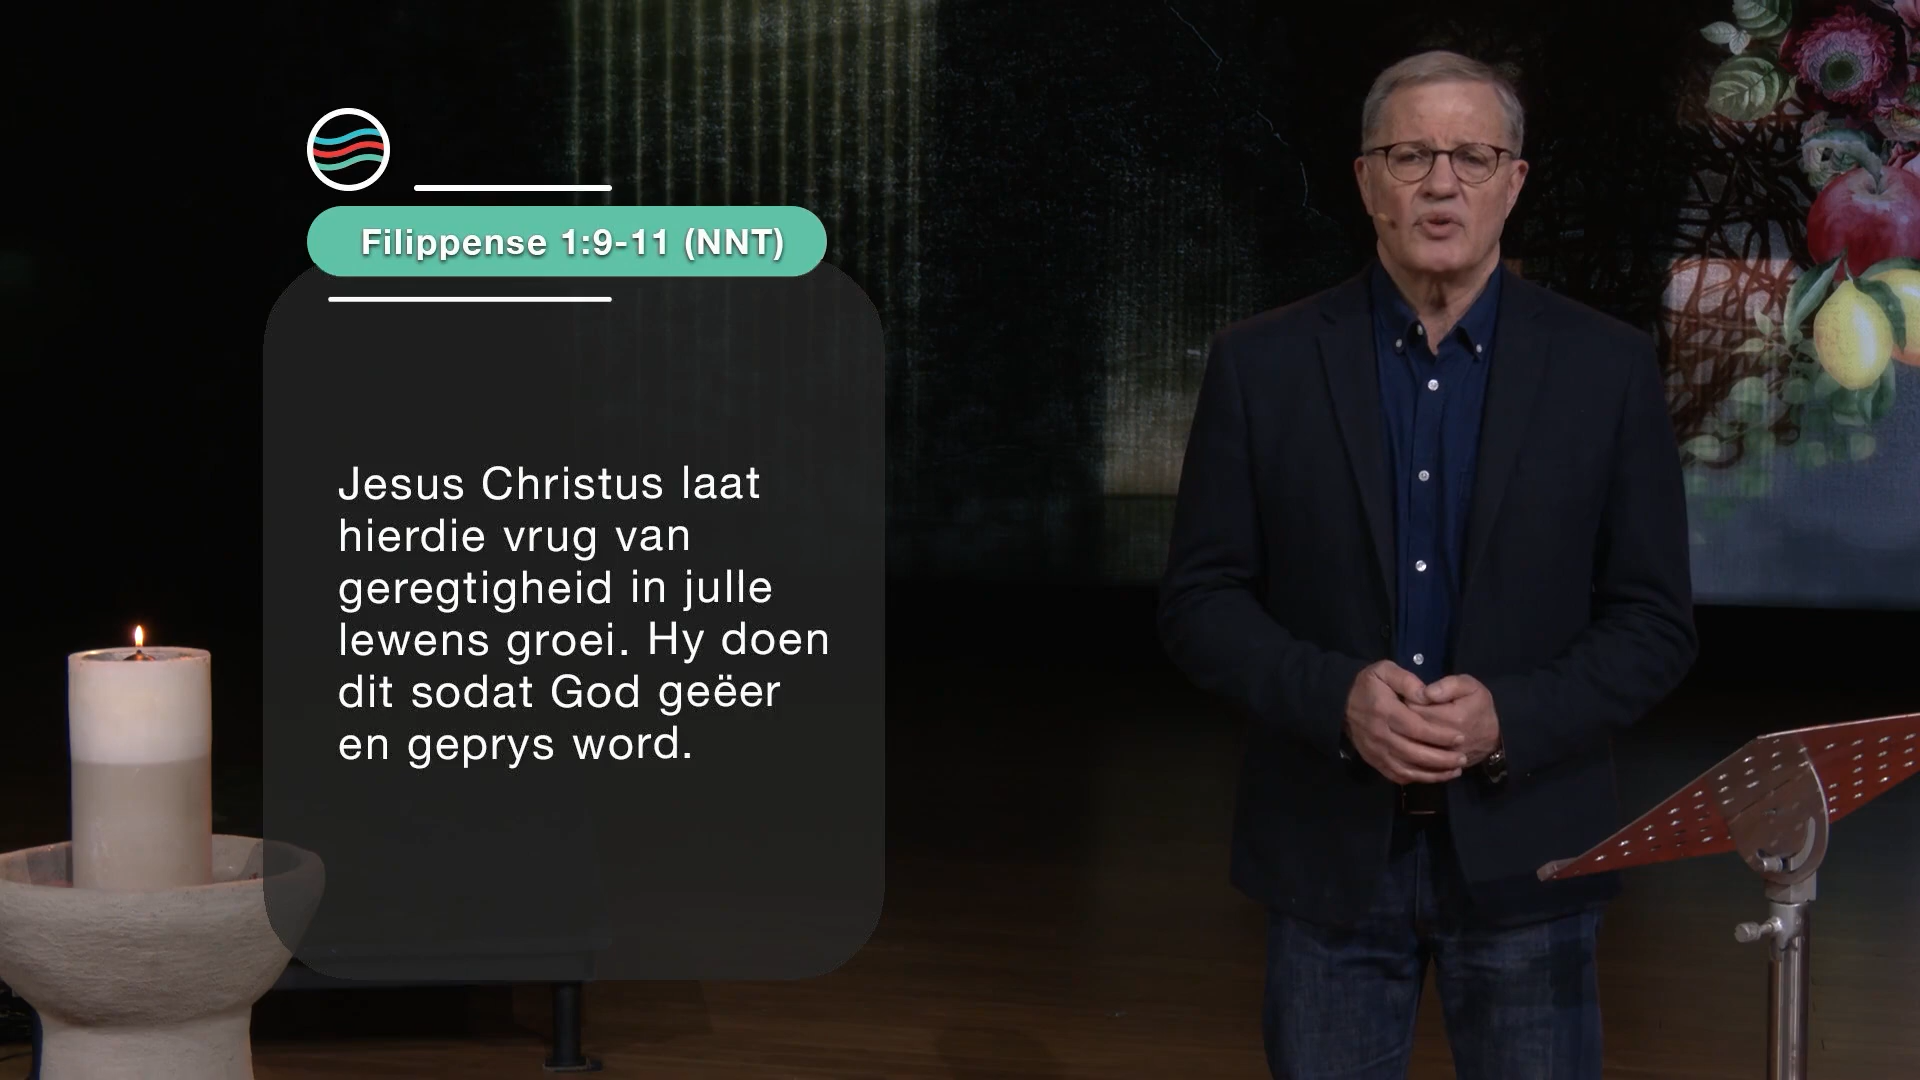 Filippense 1:9-11 (NNT)
Jesus Christus laat
hierdie vrug van
geregtigheid in julle
lewens groei. Hy doen
dit sodat God geëer
en geprys word.